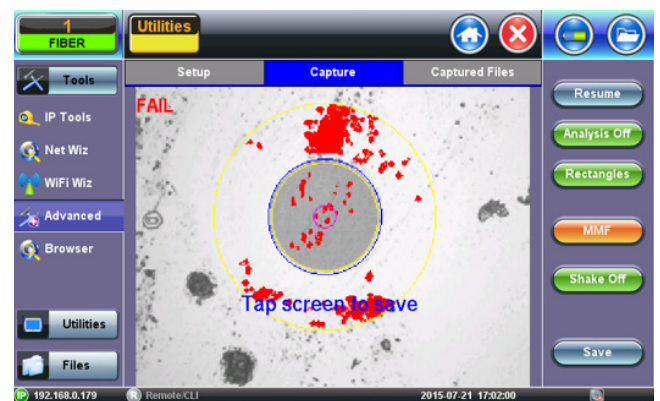 1
FIBER
Utilities
Tools
IP Tools
Net Wiz
WiFi Wiz
Advanced
Browser
Utilities
Files
Setup
Capture
Captured Files
FAIL
Tap screen to save
Resume
Analysis Off
Rectangles
MMF
Shake Off
Save
IP 192.168.0.179
R Remote/CLI
2015-07-21 17:02:00